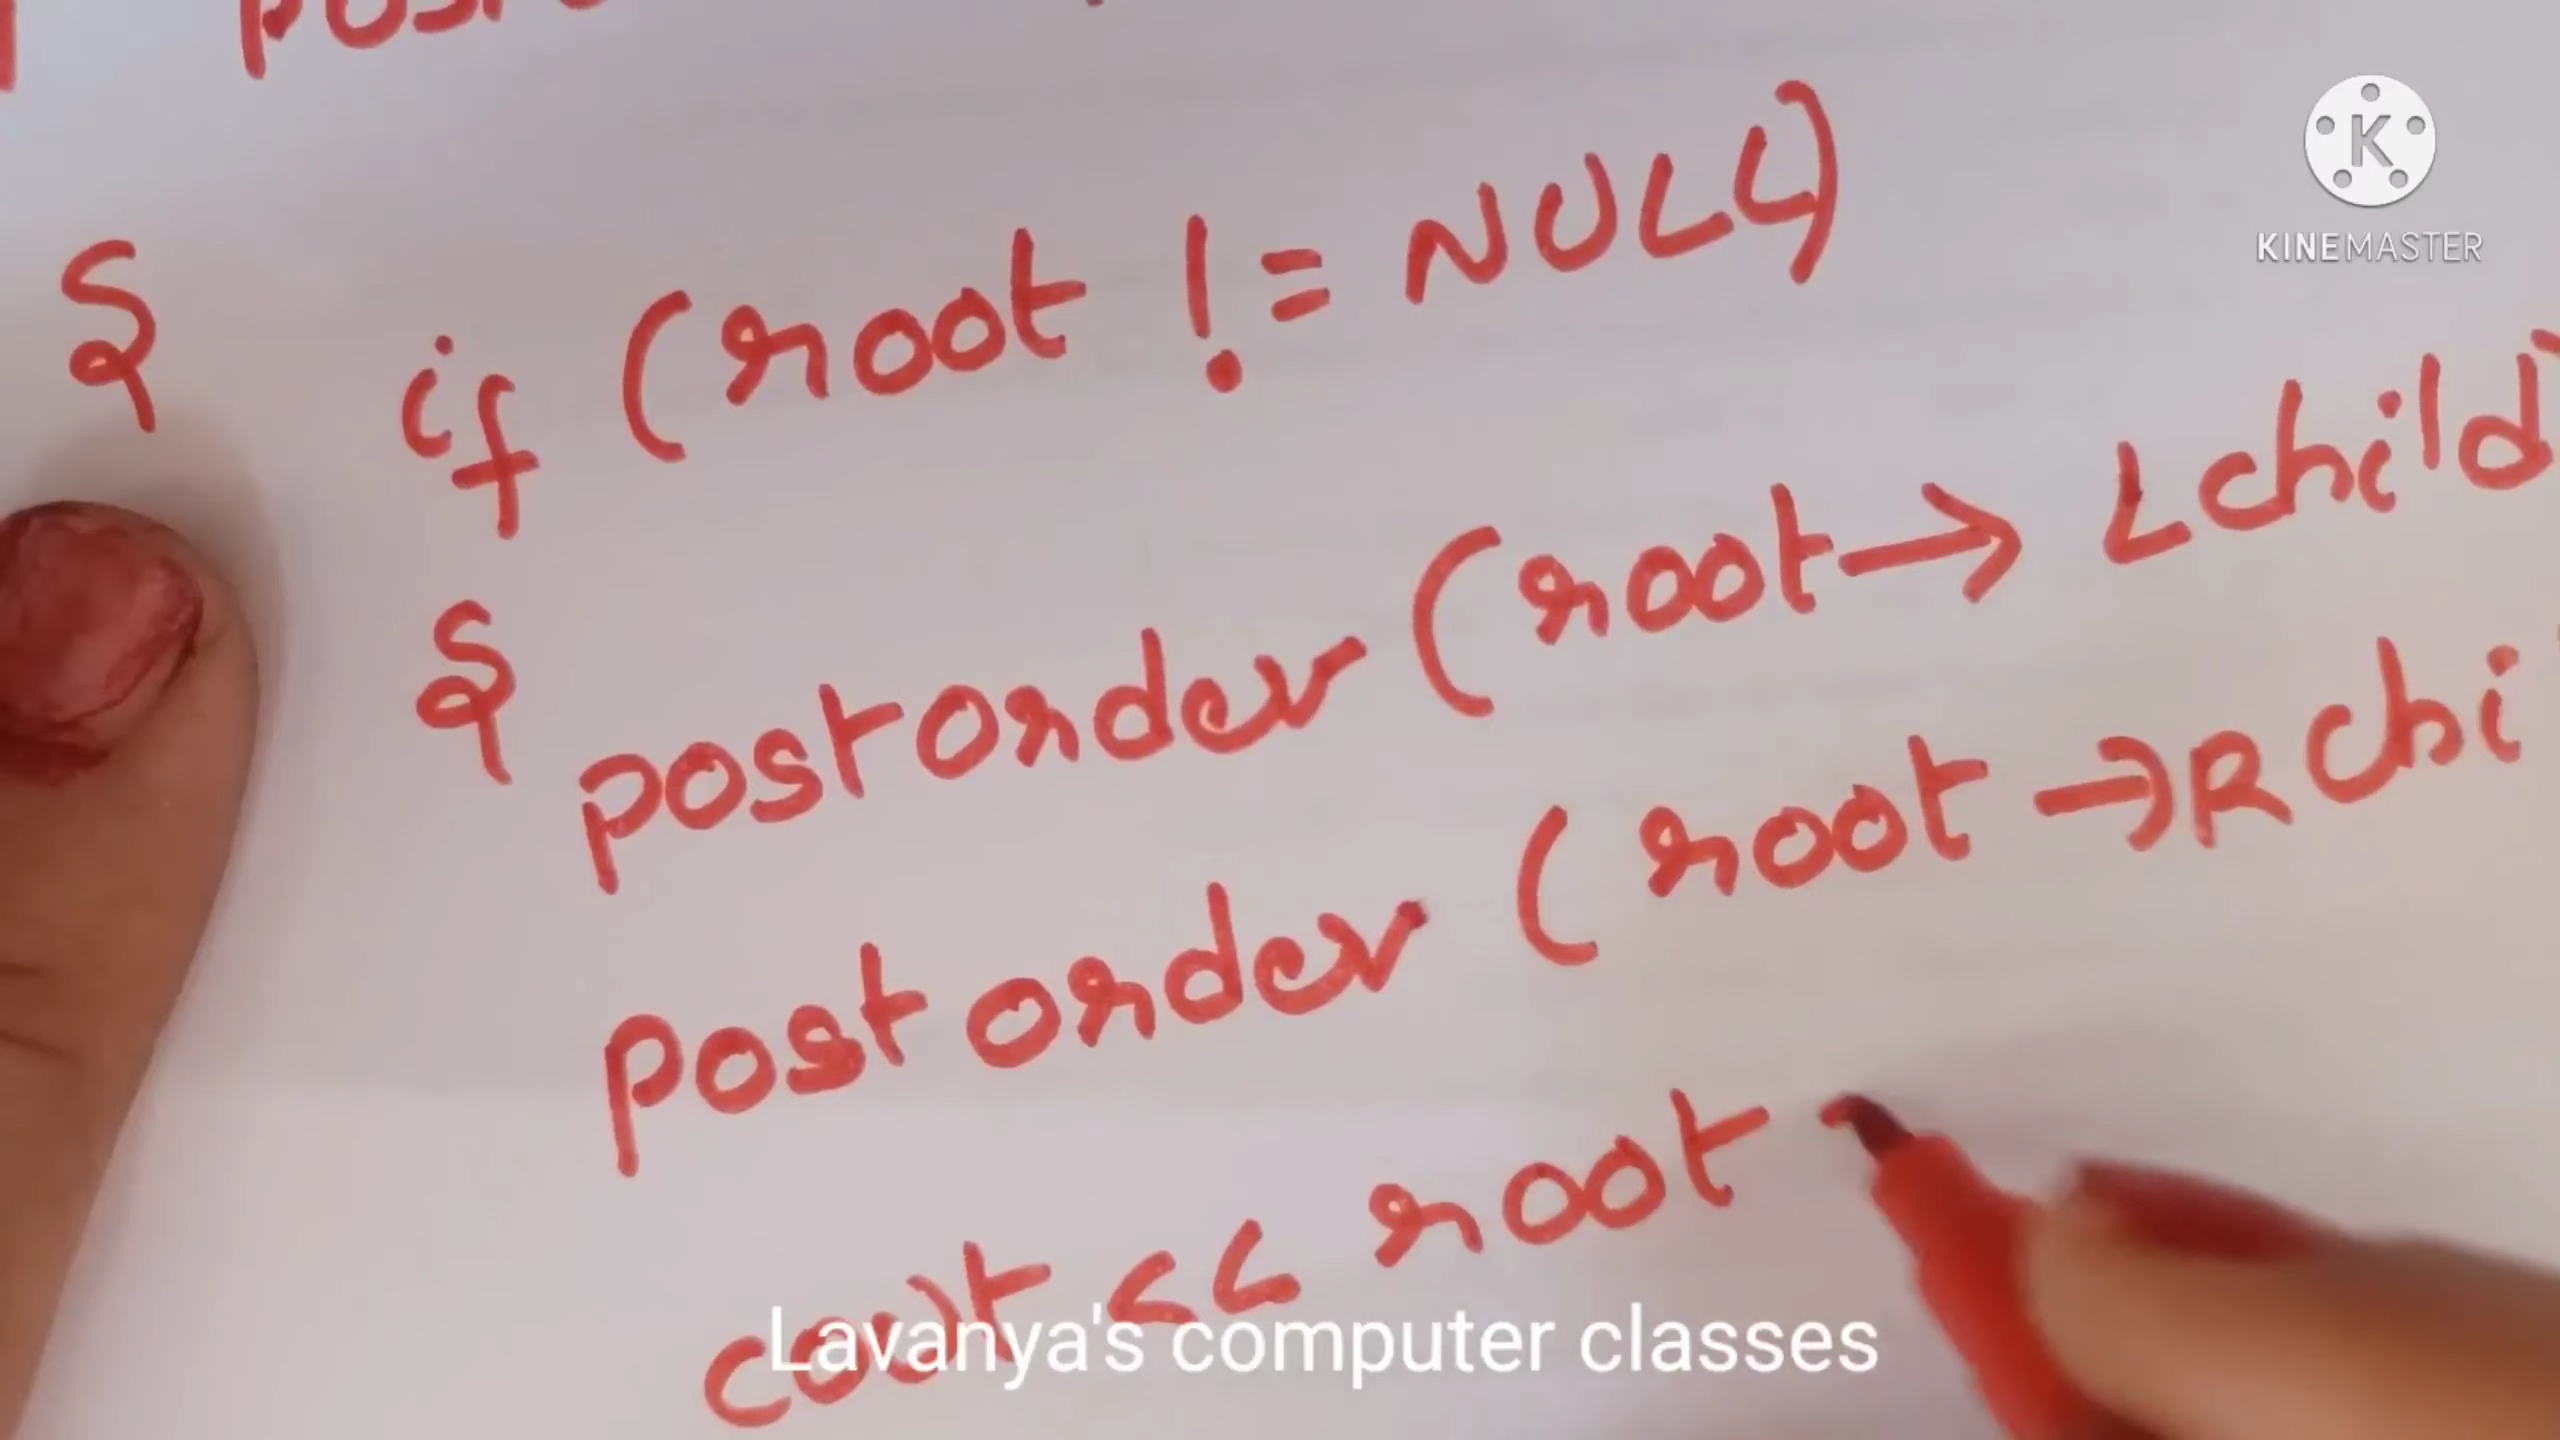 {
if (root != NULL)
{
postorder (root → Lchild)
postorder (root → Rchi
cout << root
Lavanya's computer classes
K
KINEMASTER